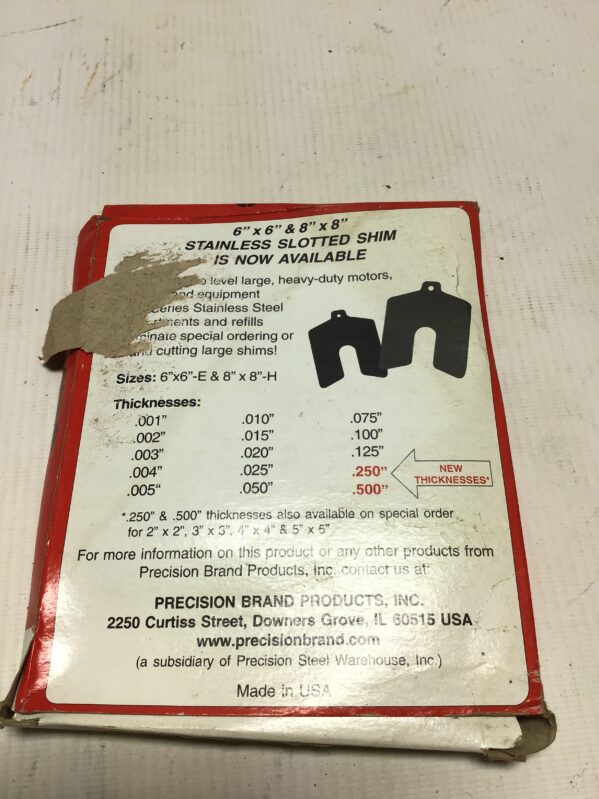 6” x 6” & 8” x 8”
STAINLESS SLOTTED SHIM
IS NOW AVAILABLE
level large, heavy-duty motors,
equipment
Stainless Steel
and refills
special ordering or
cutting large shims!
Sizes: 6”x6”-E & 8” x 8”-H
Thicknesses:
.001” .010” .075”
.002” .015” .100”
.003” .020” .125”
.004” .025” .250”
.005” .050” .500”
NEW
THICKNESSES*
*.250” & .500” thicknesses also available on special order
for 2” x 2”, 3” x 3”, 4” x 4” & 5” x 5”
For more information on this product or any other products from
Precision Brand Products, Inc. contact us at:
PRECISION BRAND PRODUCTS, INC.
2250 Curtiss Street, Downers Grove, IL 60515 USA
www.precisionbrand.com
(a subsidiary of Precision Steel Warehouse, Inc.)
Made in USA